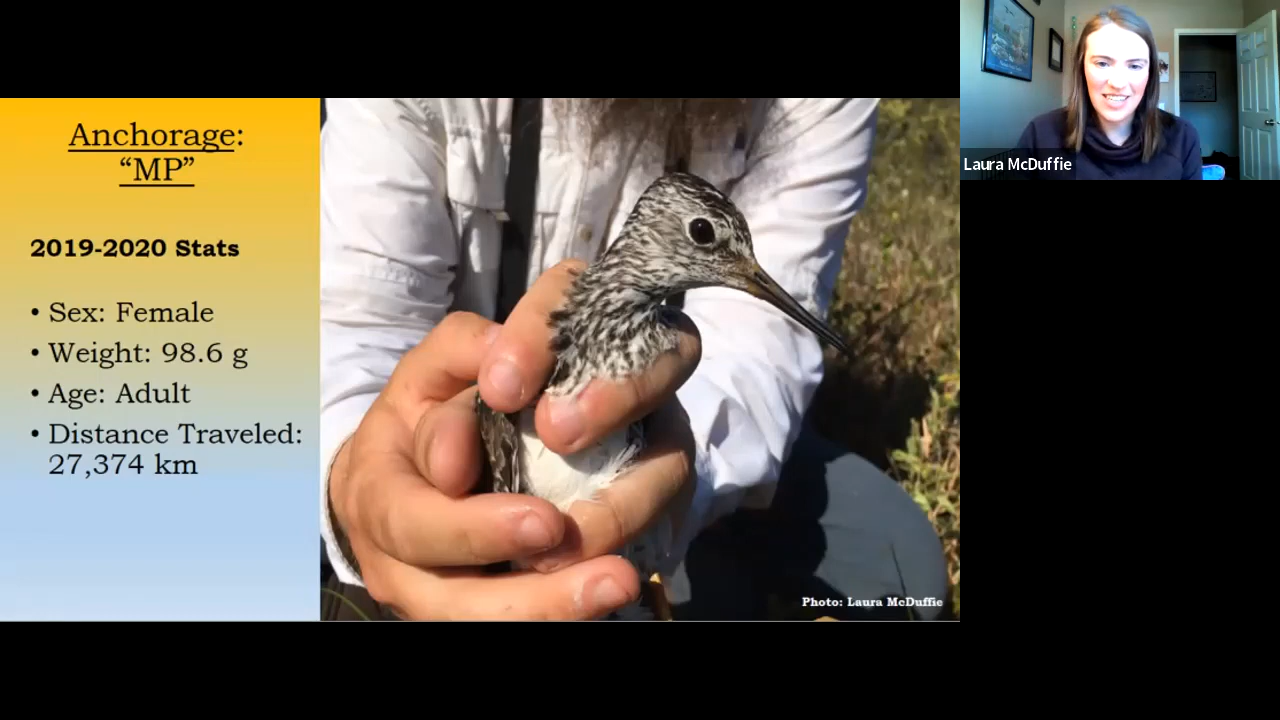 Anchorage:
“MP”
2019-2020 Stats
• Sex: Female
• Weight: 98.6 g
• Age: Adult
• Distance Traveled:
27,374 km
Photo: Laura McDuffie
Laura McDuffie